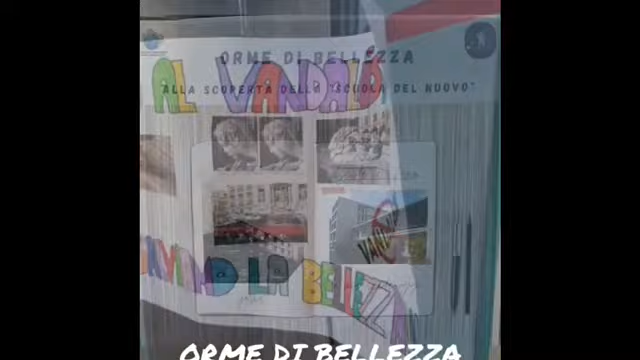 ORME DI BELLEZZA
AL VANDALO
ALLA SCOPERTA DELLA "SCUOLA DEL NUOVO"
LA BELLEZZA
ORME DI BELLEZZA